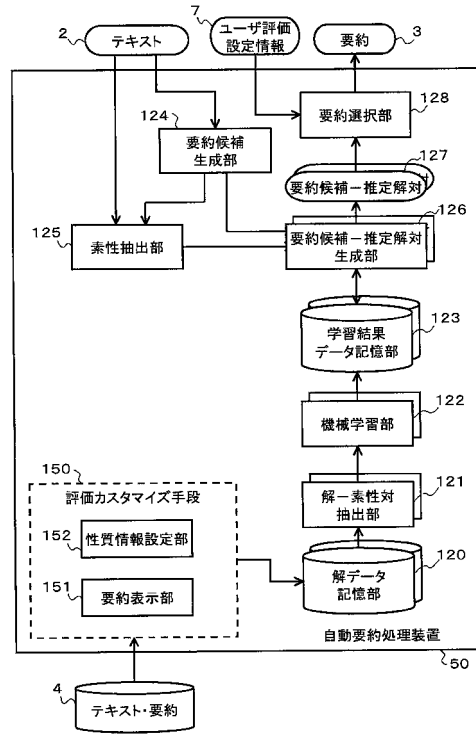 2
テキスト
7
ユーザ評価
設定情報
要約
3
124
要約候補
生成部
要約選択部
128
127
要約候補－推定解対
125
素性抽出部
126
要約候補－推定解対
生成部
学習結果
データ記憶部
123
機械学習部
122
解－素性対
抽出部
121
150
評価カスタマイズ手段
152
性質情報設定部
151
要約表示部
解データ
記憶部
120
自動要約処理装置
50
4
テキスト・要約